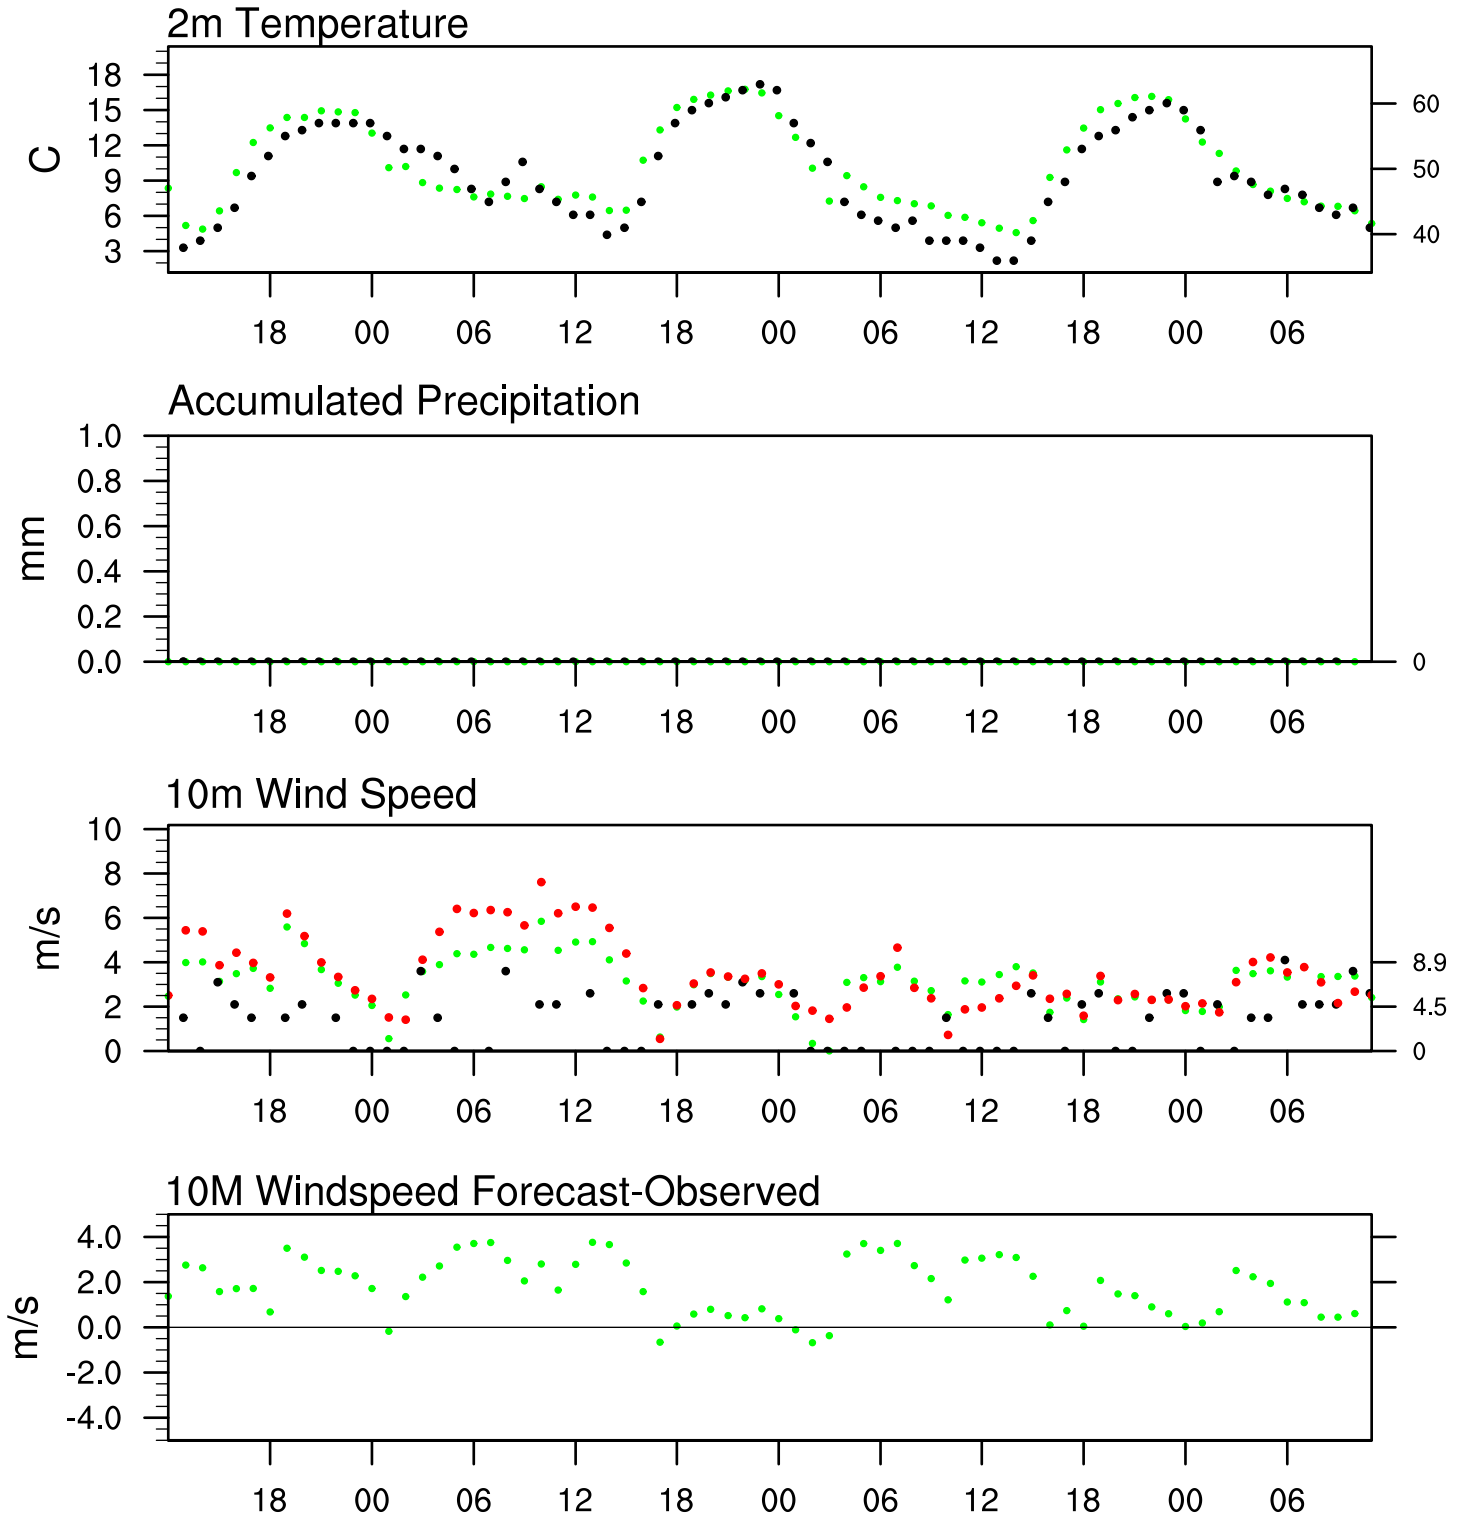 2m Temperature
18
15
12
9
6
3
C
60
50
40
18 00 06 12 18 00 06 12 18 00 06
Accumulated Precipitation
1.0
0.8
0.6
0.4
0.2
0.0
mm
0
18 00 06 12 18 00 06 12 18 00 06
10m Wind Speed
10
8
6
4
2
0
m/s
8.9
4.5
0
18 00 06 12 18 00 06 12 18 00 06
10M Windspeed Forecast-Observed
4.0
2.0
0.0
-2.0
-4.0
m/s
18 00 06 12 18 00 06 12 18 00 06